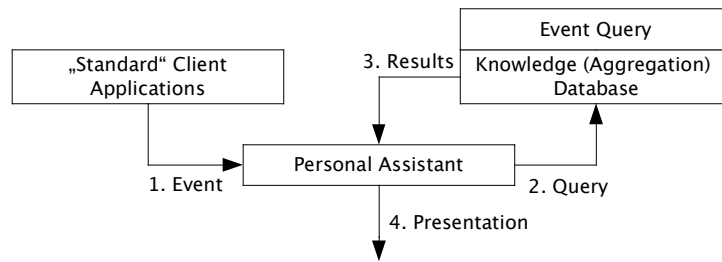 „Standard“ Client
Applications
3. Results
Event Query
Knowledge (Aggregation)
Database
Personal Assistant
1. Event
2. Query
4. Presentation